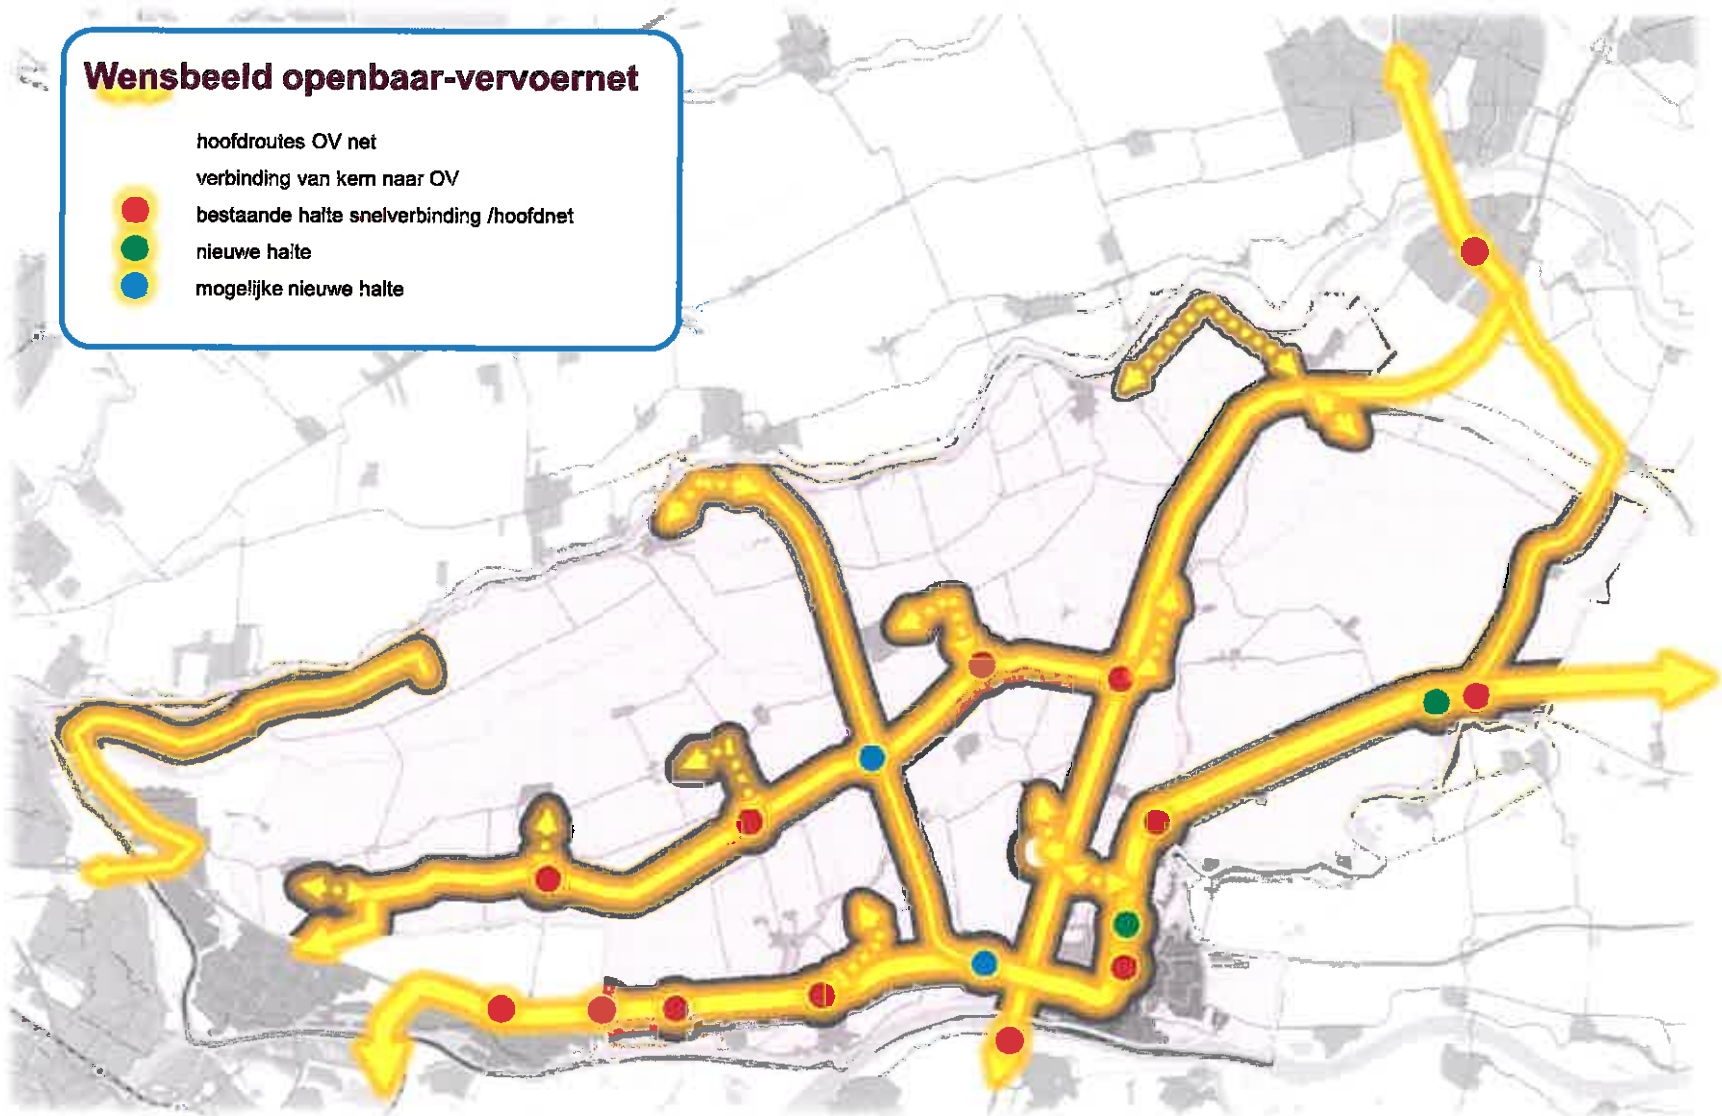 Wensbeeld openbaar-vervoernet
hoofdroutes OV net
verbinding van kern naar OV
bestaande halte snelverbinding /hoofdnet
nieuwe halte
mogelijke nieuwe halte